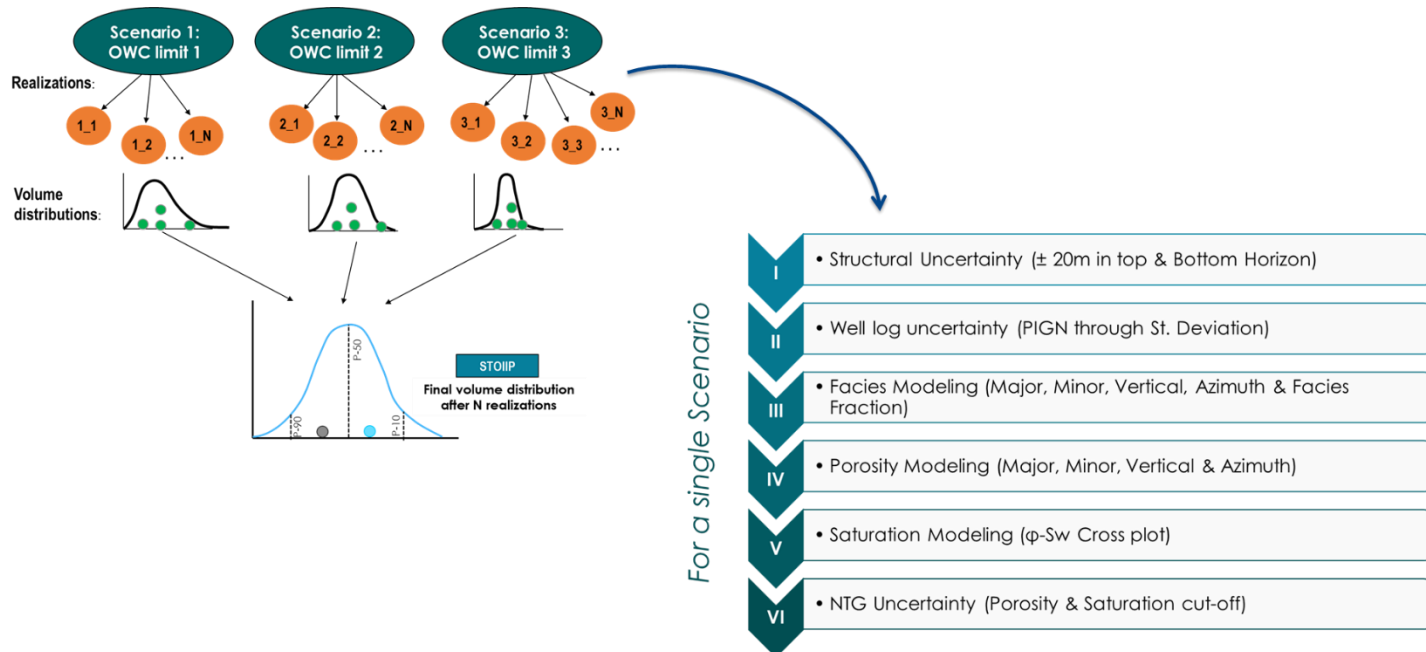 Scenario 1:
OWC limit 1
Scenario 2:
OWC limit 2
Scenario 3:
OWC limit 3
Realizations:
1_1
1_2
...
1_N
2_1
2_2
...
2_N
3_1
3_2
3_3
...
3_N
Volume
distributions:
P-90
P-50
P-10
STOIIP
Final volume distribution
after N realizations
For a single Scenario
I
• Structural Uncertainty (± 20m in top & Bottom Horizon)
II
• Well log uncertainty (PIGN through St. Deviation)
III
• Facies Modeling (Major, Minor, Vertical, Azimuth & Facies
Fraction)
IV
• Porosity Modeling (Major, Minor, Vertical & Azimuth)
V
• Saturation Modeling (φ-Sw Cross plot)
VI
• NTG Uncertainty (Porosity & Saturation cut-off)